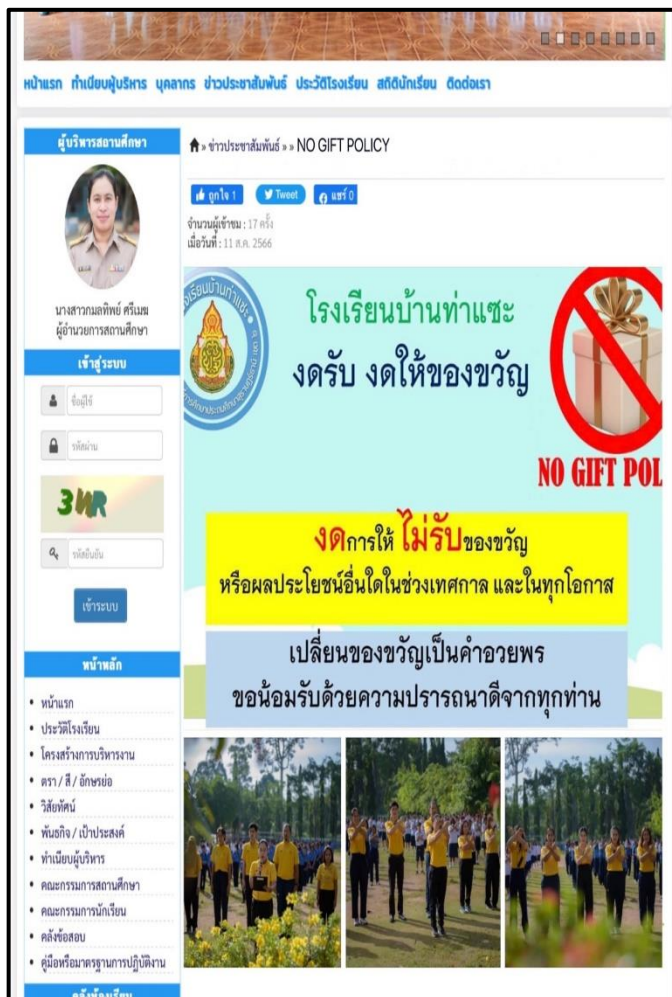 หน้าแรก ทำเนียบผู้บริหาร บุคลากร ข่าวประชาสัมพันธ์ ประวัติโรงเรียน สถิตินักเรียน ติดต่อเรา
ผู้บริหารสถานศึกษา
นางสาวกมลทิพย์ ศรีเมฆ
ผู้อำนวยการสถานศึกษา
เข้าสู่ระบบ
ชื่อผู้ใช้
รหัสผ่าน
รหัสยืนยัน
เข้าระบบ
หน้าหลัก
• หน้าแรก
• ประวัติโรงเรียน
• โครงสร้างการบริหารงาน
• ตรา / สี / อักษรย่อ
• วิสัยทัศน์
• พันธกิจ / เป้าประสงค์
• ทำเนียบผู้บริหาร
• คณะกรรมการสถานศึกษา
• คณะกรรมการนักเรียน
• คลังข้อสอบ
• คู่มือหรือมาตรฐานการปฏิบัติงาน
» ข่าวประชาสัมพันธ์ » » NO GIFT POLICY
ถูกใจ 1 Tweet แชร์ 0
จำนวนผู้เข้าชม : 17 ครั้ง
เมื่อวันที่ : 11 ส.ค. 2566
โรงเรียนบ้านท่าแซะ
งดรับ งดให้ของขวัญ
NO GIFT POL
งดการให้ ไม่รับของขวัญ
หรือผลประโยชน์อื่นใดในช่วงเทศกาล และในทุกโอกาส
เปลี่ยนของขวัญเป็นคำอวยพร
ขอน้อมรับด้วยความปรารถนาดีจากทุกท่าน